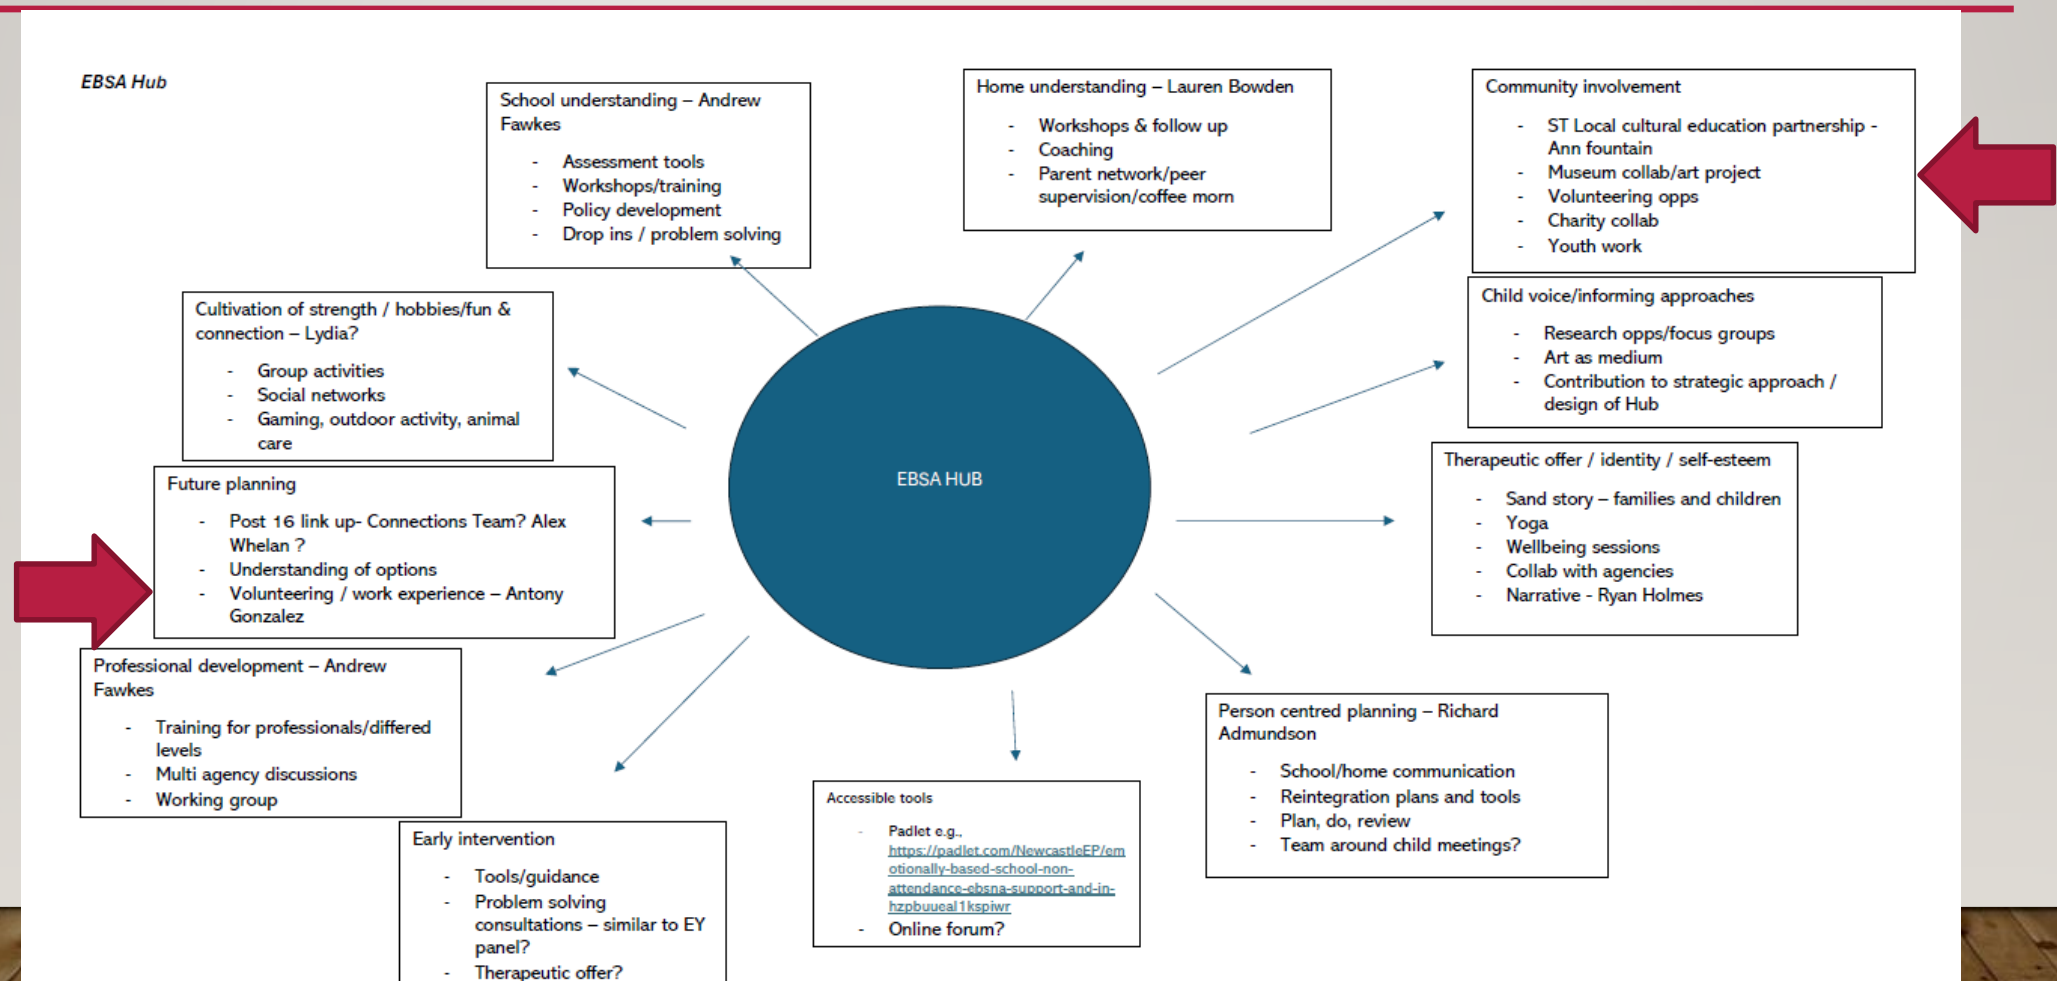 EBSA Hub
School understanding – Andrew
Fawkes
- Assessment tools
- Workshops/training
- Policy development
- Drop ins / problem solving
Home understanding – Lauren Bowden
- Workshops & follow up
- Coaching
- Parent network/peer
supervision/coffee morn
Community involvement
- ST Local cultural education partnership -
Ann fountain
- Museum collab/art project
- Volunteering opps
- Charity collab
- Youth work
Cultivation of strength / hobbies/fun &
connection – Lydia?
- Group activities
- Social networks
- Gaming, outdoor activity, animal
care
Child voice/informing approaches
- Research opps/focus groups
- Art as medium
- Contribution to strategic approach /
design of Hub
Future planning
- Post 16 link up- Connections Team? Alex
Whelan ?
- Understanding of options
- Volunteering / work experience – Antony
Gonzalez
EBSA HUB
Therapeutic offer / identity / self-esteem
- Sand story – families and children
- Yoga
- Wellbeing sessions
- Collab with agencies
- Narrative - Ryan Holmes
Professional development – Andrew
Fawkes
- Training for professionals/differed
levels
- Multi agency discussions
- Working group
Person centred planning – Richard
Admundson
- School/home communication
- Reintegration plans and tools
- Plan, do, review
- Team around child meetings?
Early intervention
- Tools/guidance
- Problem solving
consultations – similar to EY
panel?
- Therapeutic offer?
Accessible tools
- Padlet e.g.,
https://padlet.com/NewcastleEP/em
otionally-based-school-non-
attendance-ebsna-support-and-in-
hzpbuueal1kspiwr
- Online forum?